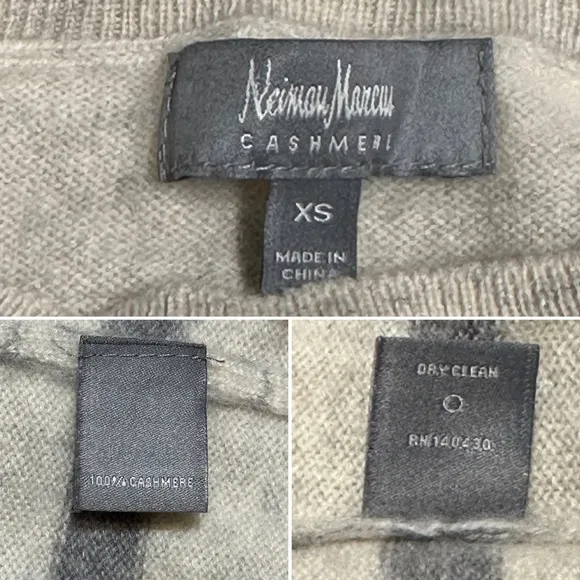 Neiman Marcus
CASHMERE
XS
MADE IN
CHINA
100% CASHMERE
DRY CLEAN
RN 140430